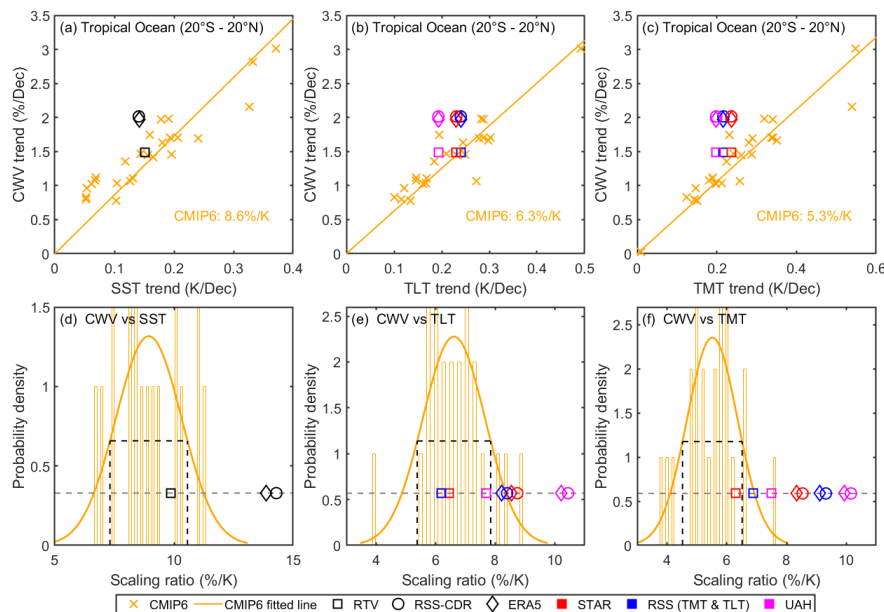 (a) Tropical Ocean (20°S - 20°N)
CWV trend (%/Dec)
3.5
3
2.5
2
1.5
1
0.5
0
CMIP6: 8.6%/K
0 0.1 0.2 0.3 0.4
SST trend (K/Dec)
(b) Tropical Ocean (20°S - 20°N)
CWV trend (%/Dec)
3.5
3
2.5
2
1.5
1
0.5
0
CMIP6: 6.3%/K
0 0.1 0.2 0.3 0.4 0.5
TLT trend (K/Dec)
(c) Tropical Ocean (20°S - 20°N)
CWV trend (%/Dec)
3.5
3
2.5
2
1.5
1
0.5
0
CMIP6: 5.3%/K
0 0.2 0.4 0.6
TMT trend (K/Dec)
(d) CWV vs SST
Probability density
1.5
1
0.5
0
5 10 15
Scaling ratio (%/K)
(e) CWV vs TLT
Probability density
2.5
2
1.5
1
0.5
0
4 6 8 10
Scaling ratio (%/K)
(f) CWV vs TMT
Probability density
2.5
2
1.5
1
0.5
0
4 6 8 10
Scaling ratio (%/K)
CMIP6 CMIP6 fitted line RTV RSS-CDR ERA5 STAR RSS (TMT & TLT) UAH